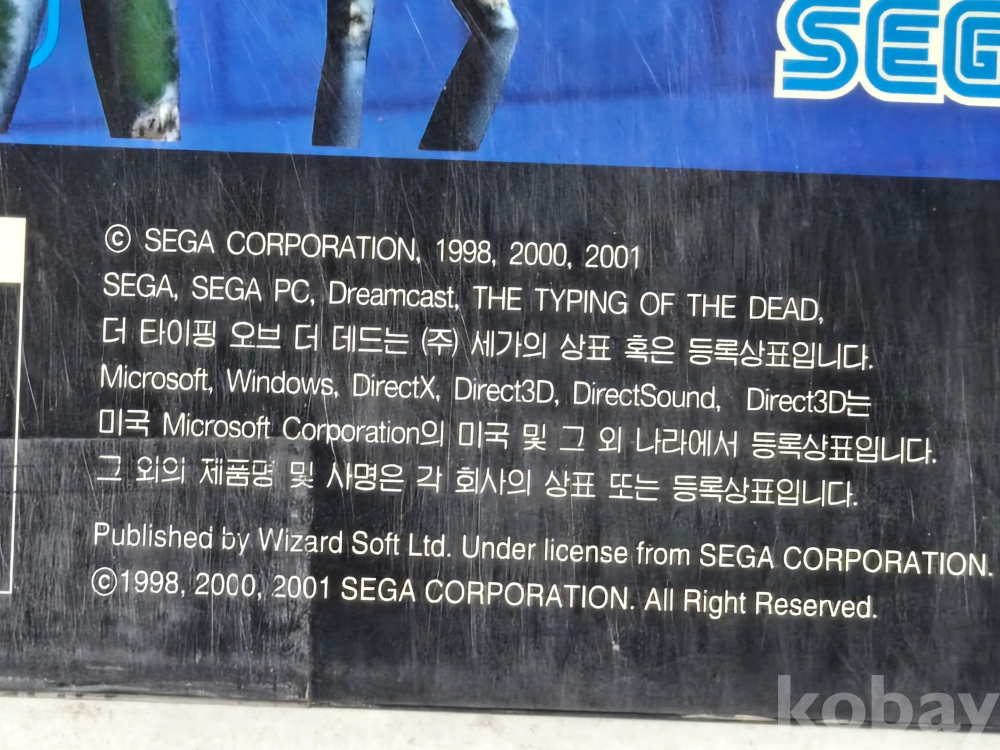 SEG
© SEGA CORPORATION, 1998, 2000, 2001
SEGA, SEGA PC, Dreamcast, THE TYPING OF THE DEAD,
더 타이핑 오브 더 데드는 (주) 세가의 상표 혹은 등록상표입니다.
Microsoft, Windows, DirectX, Direct3D, DirectSound, Direct3D는
미국 Microsoft Corporation의 미국 및 그 외 나라에서 등록상표입니다.
그 외의 제품명 및 사명은 각 회사의 상표 또는 등록상표입니다.
Published by Wizard Soft Ltd. Under license from SEGA CORPORATION.
©1998, 2000, 2001 SEGA CORPORATION. All Right Reserved.
kobay